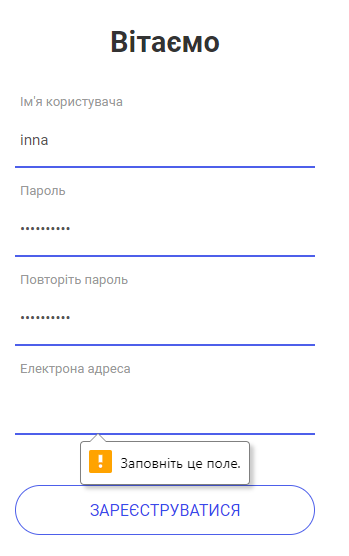 Вітаємо
Ім'я користувача
inna
Пароль
••••••••••
Повторіть пароль
••••••••••
Електрона адреса
Заповніть це поле.
ЗАРЕЄСТРУВАТИСЯ